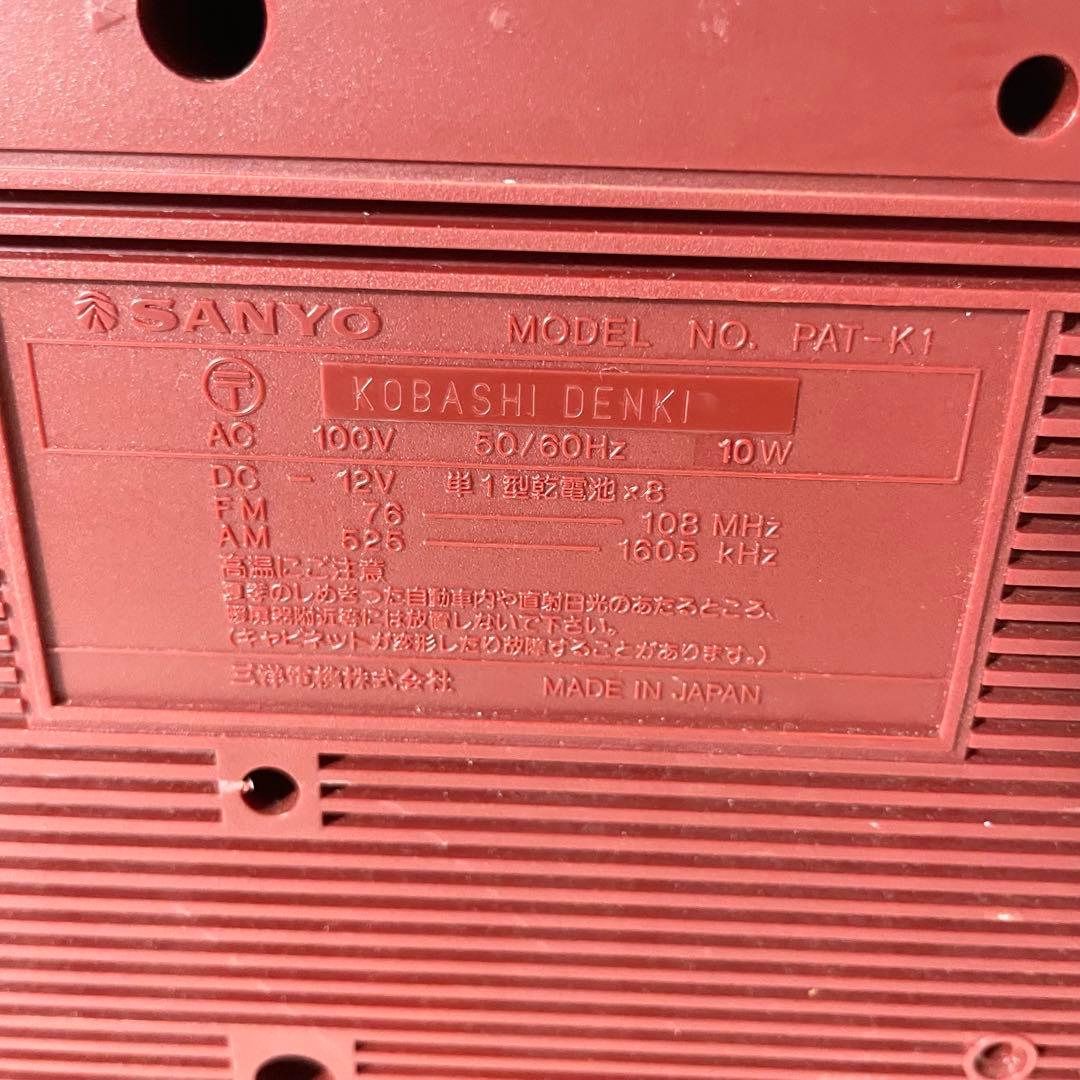 SANYO MODEL NO. PAT-K1
〒 KOBASHI DENKI
AC 100V 50/60Hz 10W
DC - 12V 単1型乾電池×8
FM 76 — 108 MHz
AM 525 — 1605 kHz
高温にご注意
夏季のしめきった自動車内や直射日光のあたるところ、
暖房器附近等には放置しないで下さい。
(キャビネットが変形したり故障することがあります。)
三洋電機株式会社 MADE IN JAPAN